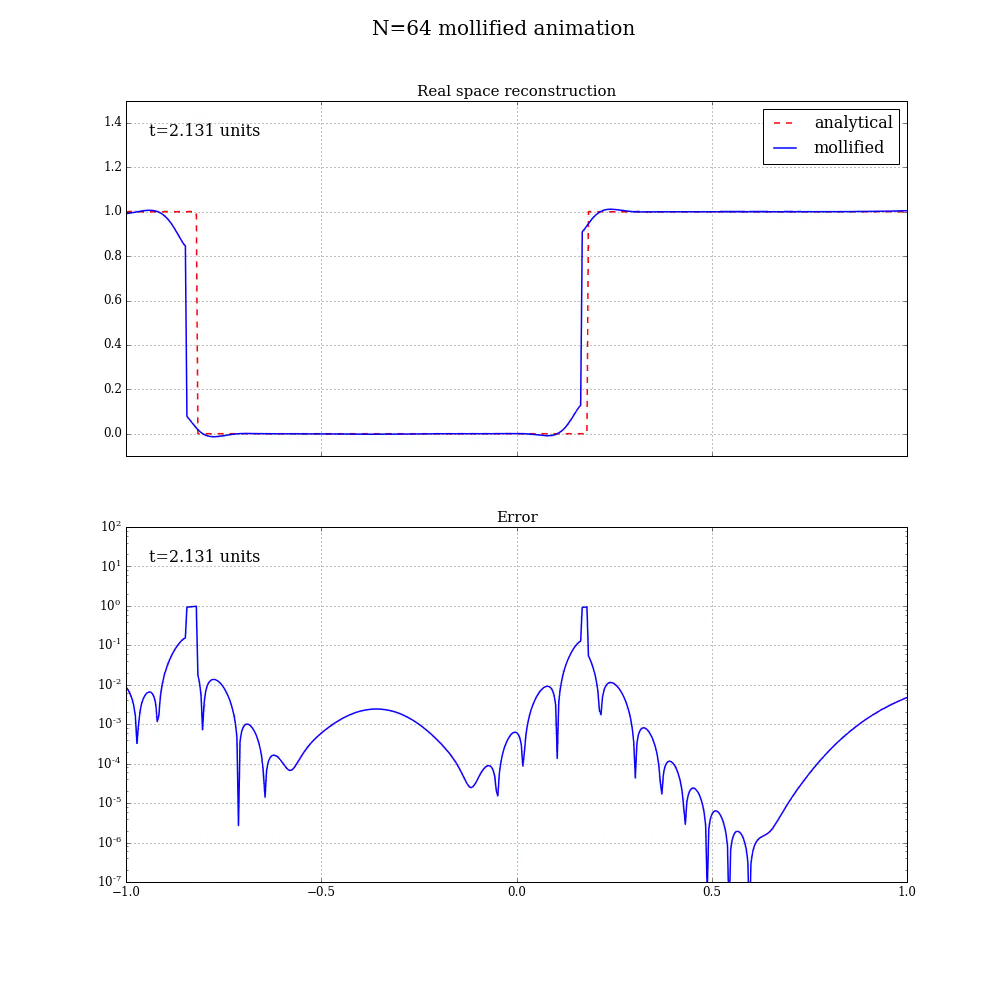 N=64 mollified animation
Real space reconstruction
t=2.131 units
analytical
mollified
1.4
1.2
1.0
0.8
0.6
0.4
0.2
0.0
Error
t=2.131 units
10²
10¹
10⁰
10⁻¹
10⁻²
10⁻³
10⁻⁴
10⁻⁵
10⁻⁶
10⁻⁷
−1.0 −0.5 0.0 0.5 1.0